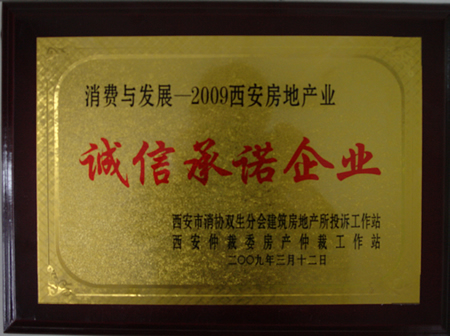 消费与发展—2009西安房地产业
诚信承诺企业
西安市消协双生分会建筑房地产所投诉工作站
西安仲裁委房产仲裁工作站
二〇〇九年三月十二日